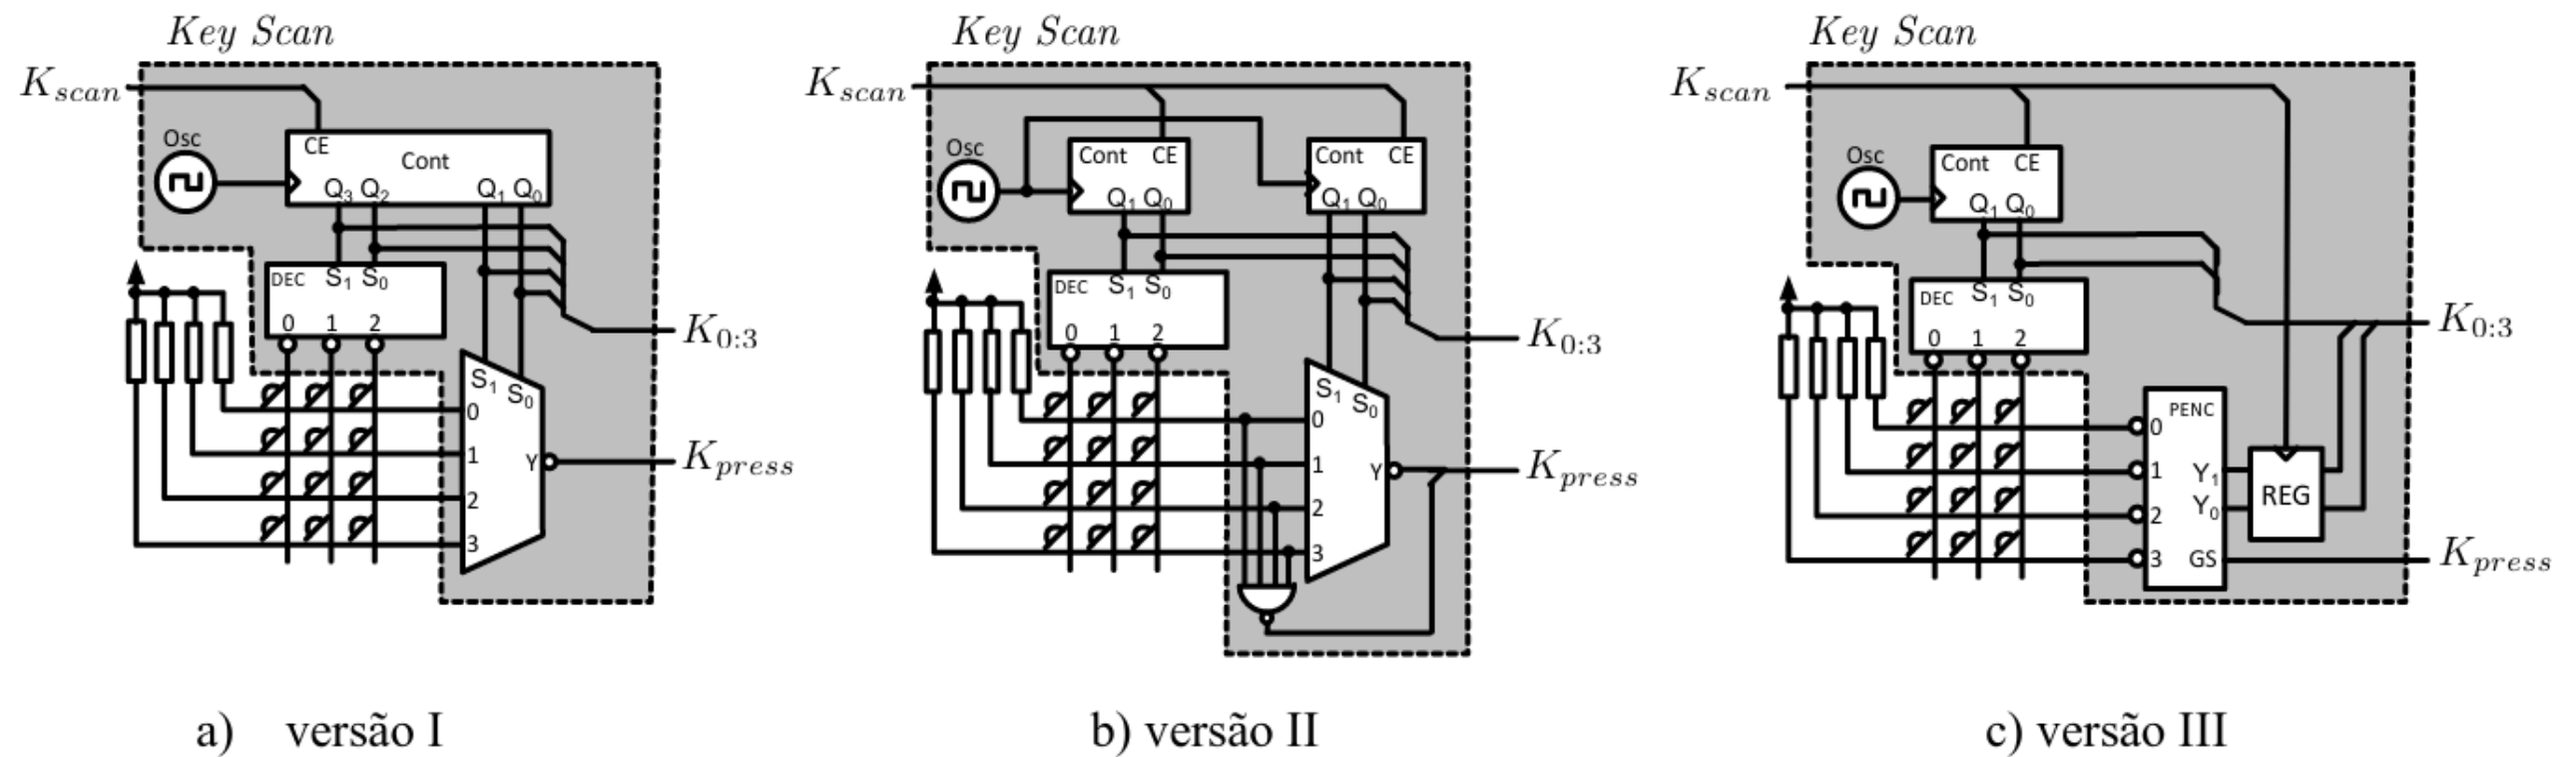 Key Scan
K_scan
Osc
CE
Cont
Q3 Q2 Q1 Q0
DEC S1 S0
0 1 2
K_0:3
S1 S0
0
1
2
3
Y
K_press
a) versão I
Key Scan
K_scan
Osc
Cont CE
Q1 Q0
Cont CE
Q1 Q0
DEC S1 S0
0 1 2
K_0:3
S1 S0
0
1
2
3
Y
K_press
b) versão II
Key Scan
K_scan
Osc
Cont CE
Q1 Q0
DEC S1 S0
0 1 2
K_0:3
PENC
0
1
2
3
Y1
Y0
GS
REG
K_press
c) versão III